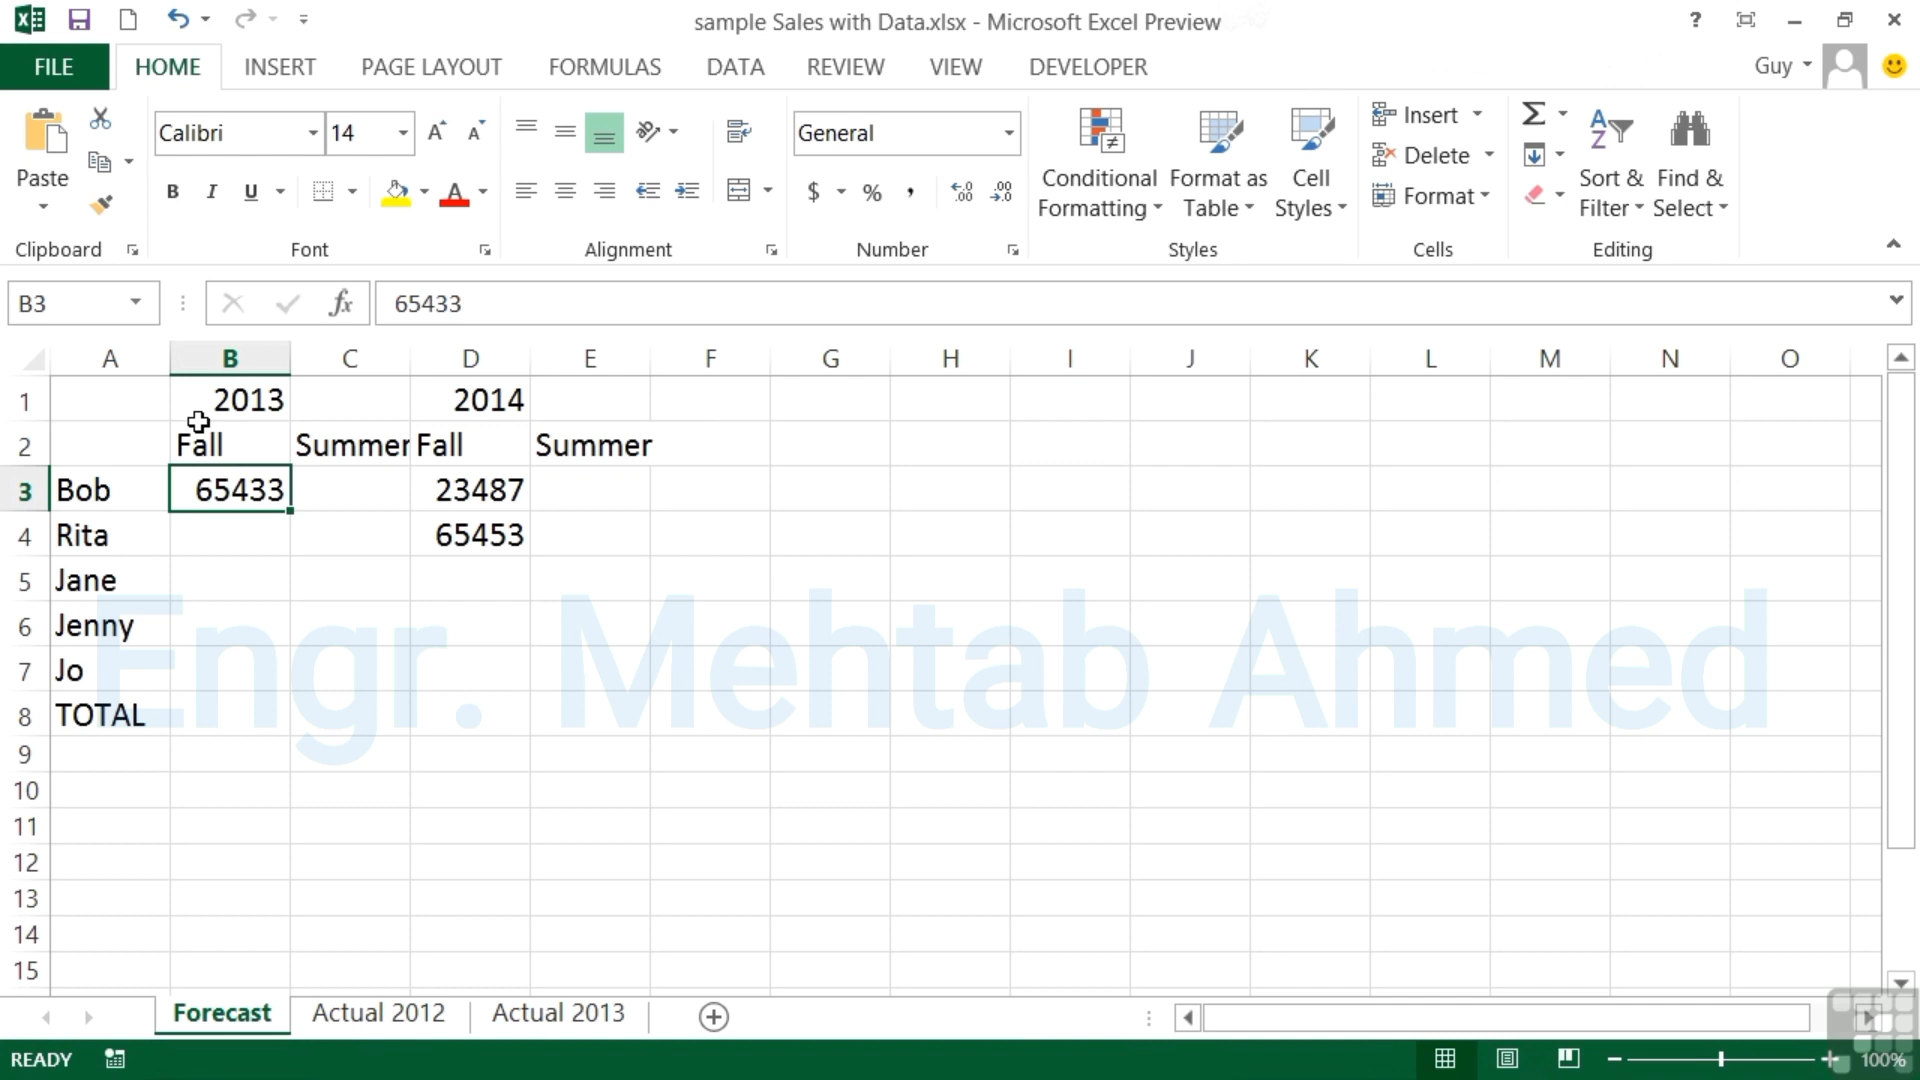 sample Sales with Data.xlsx - Microsoft Excel Preview
?
FILE HOME INSERT PAGE LAYOUT FORMULAS DATA REVIEW VIEW DEVELOPER Guy
Calibri 14 A A General Insert Σ
Paste B I U A $ % , .00 .00 Conditional Formatting Format as Table Cell Styles Delete Format Sort & Filter Find & Select
Clipboard Font Alignment Number Styles Cells Editing
B3 fx 65433
A B C D E F G H I J K L M N O
1 2013 2014
2 Fall Summer Fall Summer
3 Bob 65433 23487
4 Rita 65453
5 Jane
6 Jenny
7 Jo
8 TOTAL
Engr. Mehtab Ahmed
9
10
11
12
13
14
15
Forecast Actual 2012 Actual 2013
READY 100%